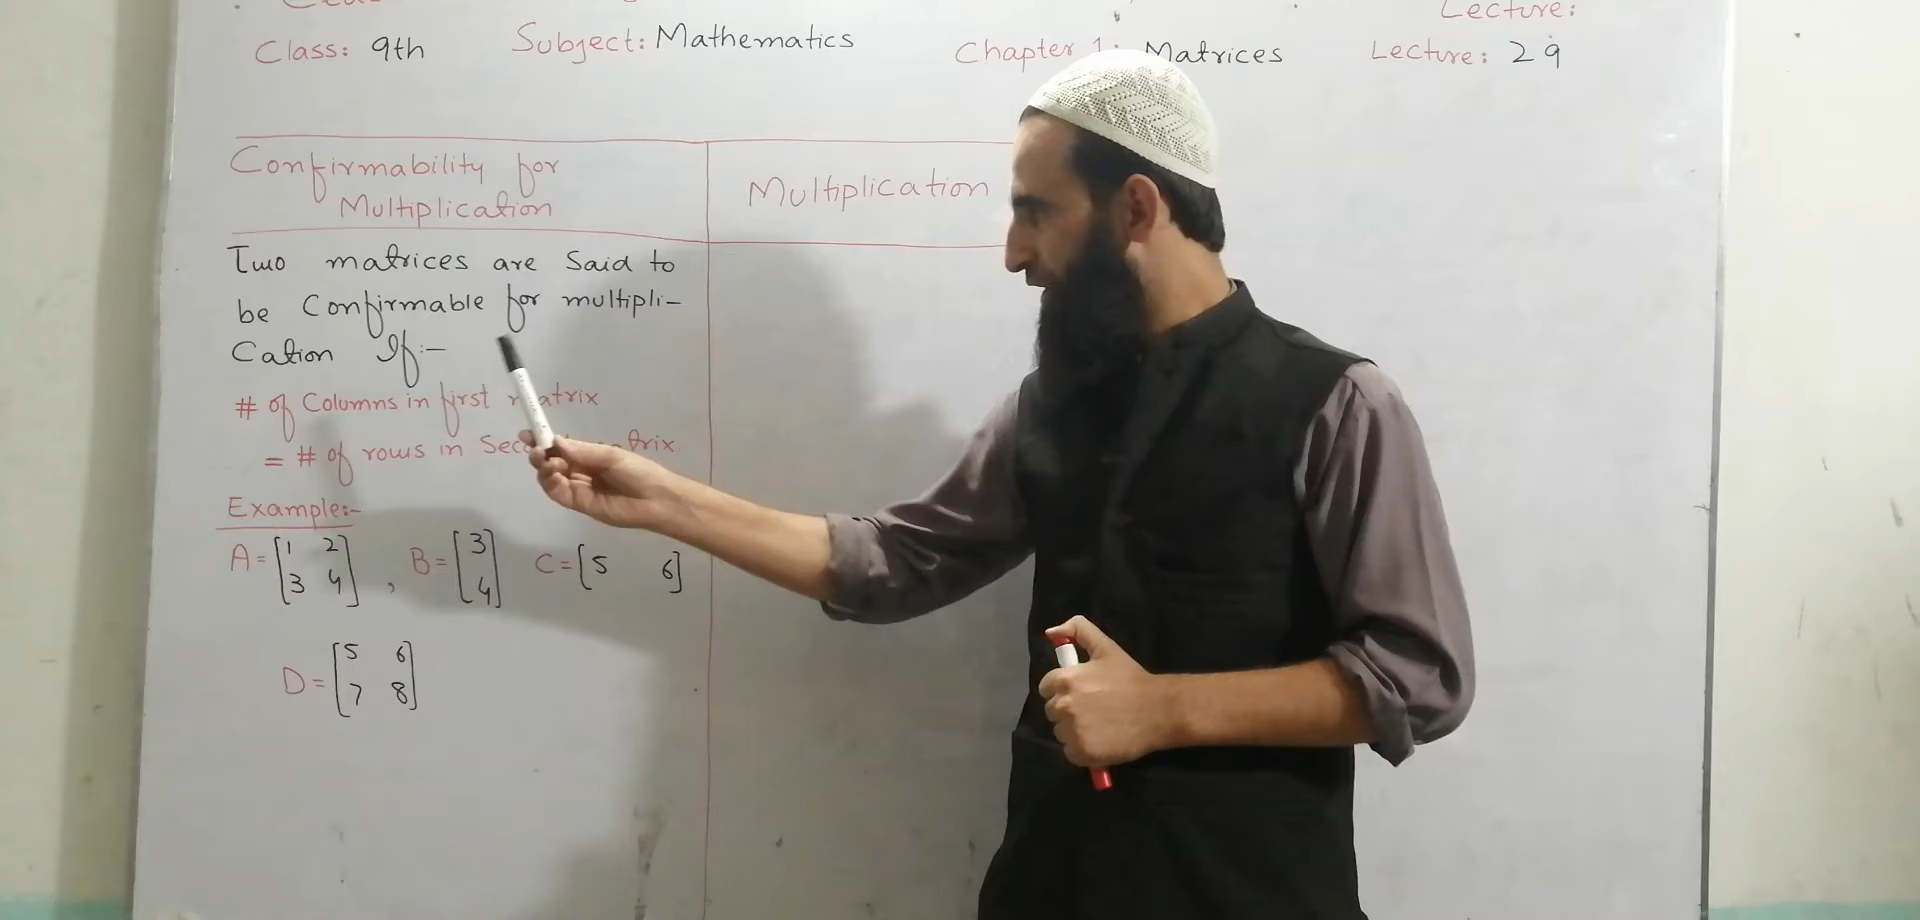 Lecture:
Class: 9th Subject: Mathematics Chapter 1: Matrices Lecture: 29
Confirmability for
Multiplication
Multiplication
Two matrices are Said to
be Confirmable for multipli-
Cation If:-
# of Columns in first matrix
= # of rows in
Example:-
A = [1 2
3 4] , B = [3
4] C = [5 6]
D = [5 6
7 8]